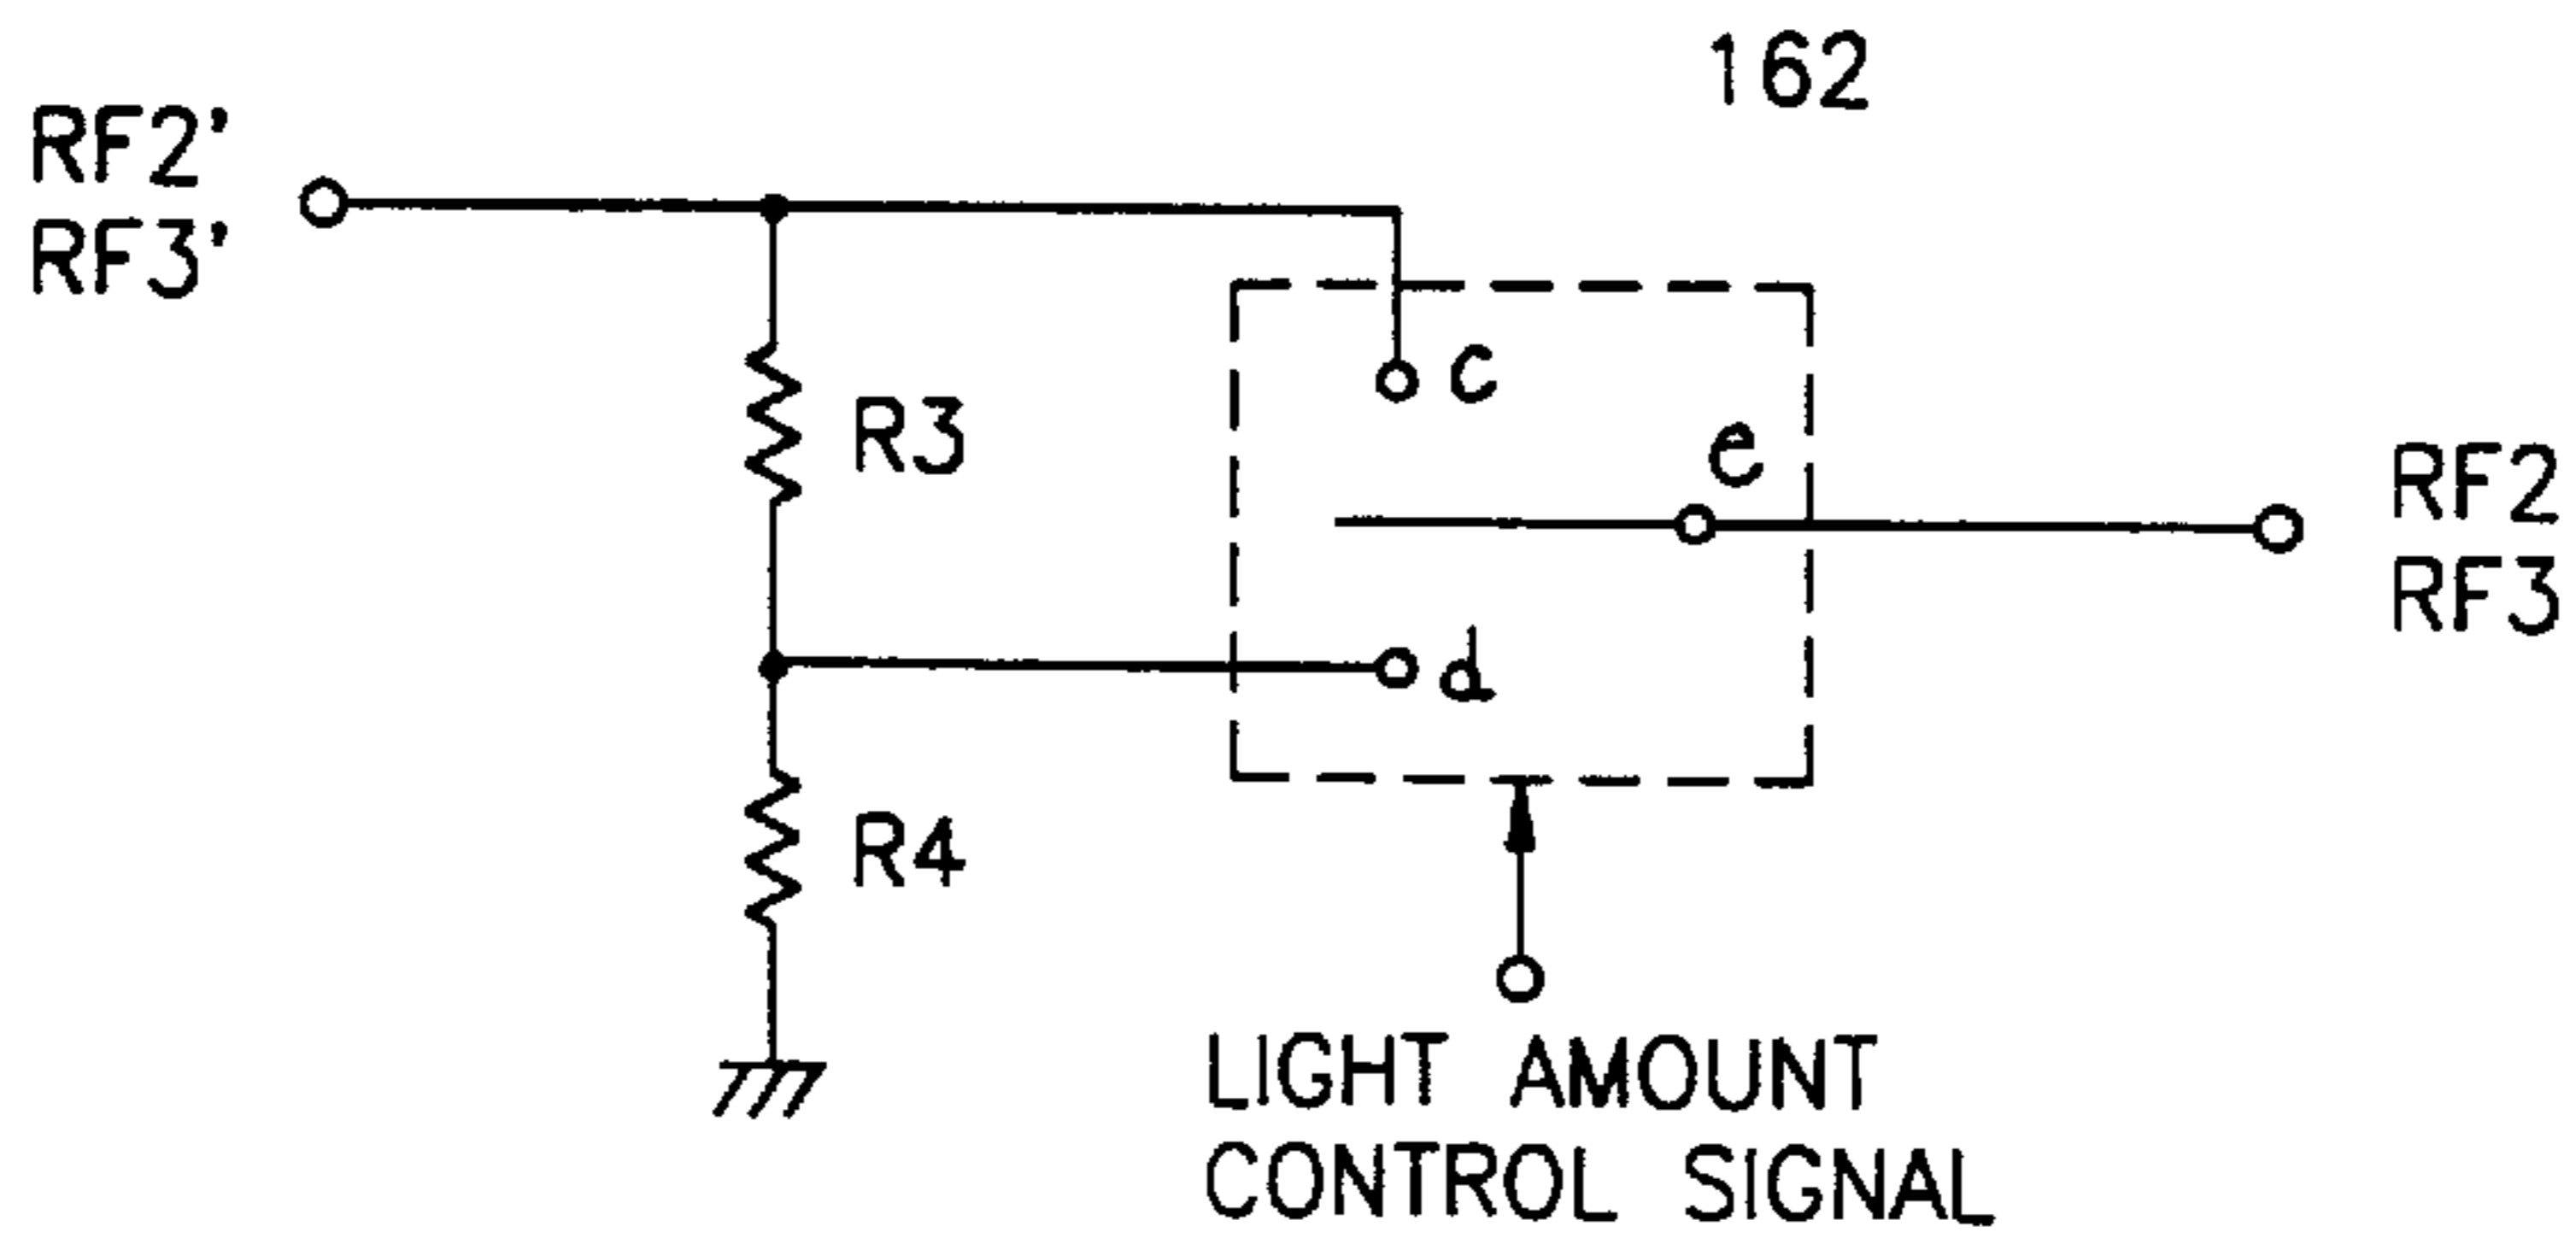 162
RF2'
RF3'
c
R3
e
RF2
RF3
d
R4
LIGHT AMOUNT
CONTROL SIGNAL